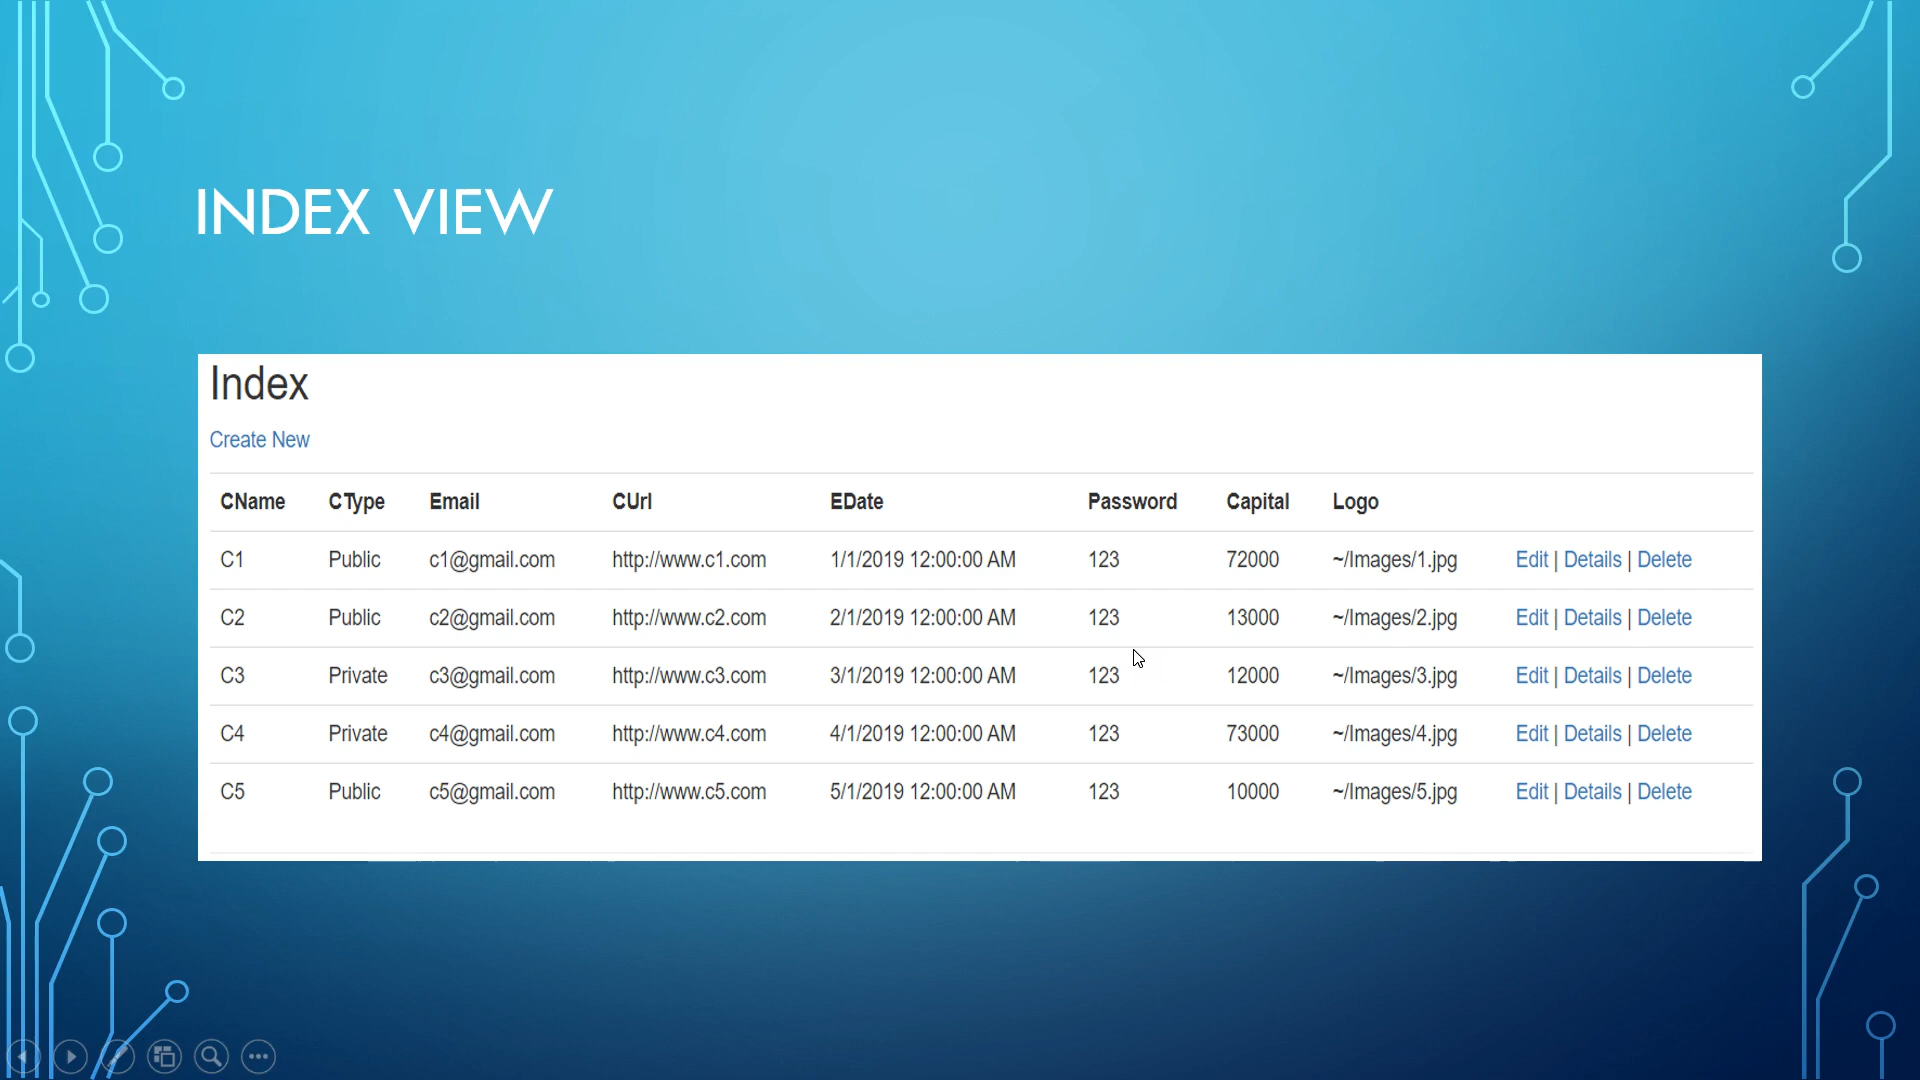 INDEX VIEW
Index
Create New
CName CType Email CUrl EDate Password Capital Logo
C1 Public c1@gmail.com http://www.c1.com 1/1/2019 12:00:00 AM 123 72000 ~/Images/1.jpg Edit | Details | Delete
C2 Public c2@gmail.com http://www.c2.com 2/1/2019 12:00:00 AM 123 13000 ~/Images/2.jpg Edit | Details | Delete
C3 Private c3@gmail.com http://www.c3.com 3/1/2019 12:00:00 AM 123 12000 ~/Images/3.jpg Edit | Details | Delete
C4 Private c4@gmail.com http://www.c4.com 4/1/2019 12:00:00 AM 123 73000 ~/Images/4.jpg Edit | Details | Delete
C5 Public c5@gmail.com http://www.c5.com 5/1/2019 12:00:00 AM 123 10000 ~/Images/5.jpg Edit | Details | Delete